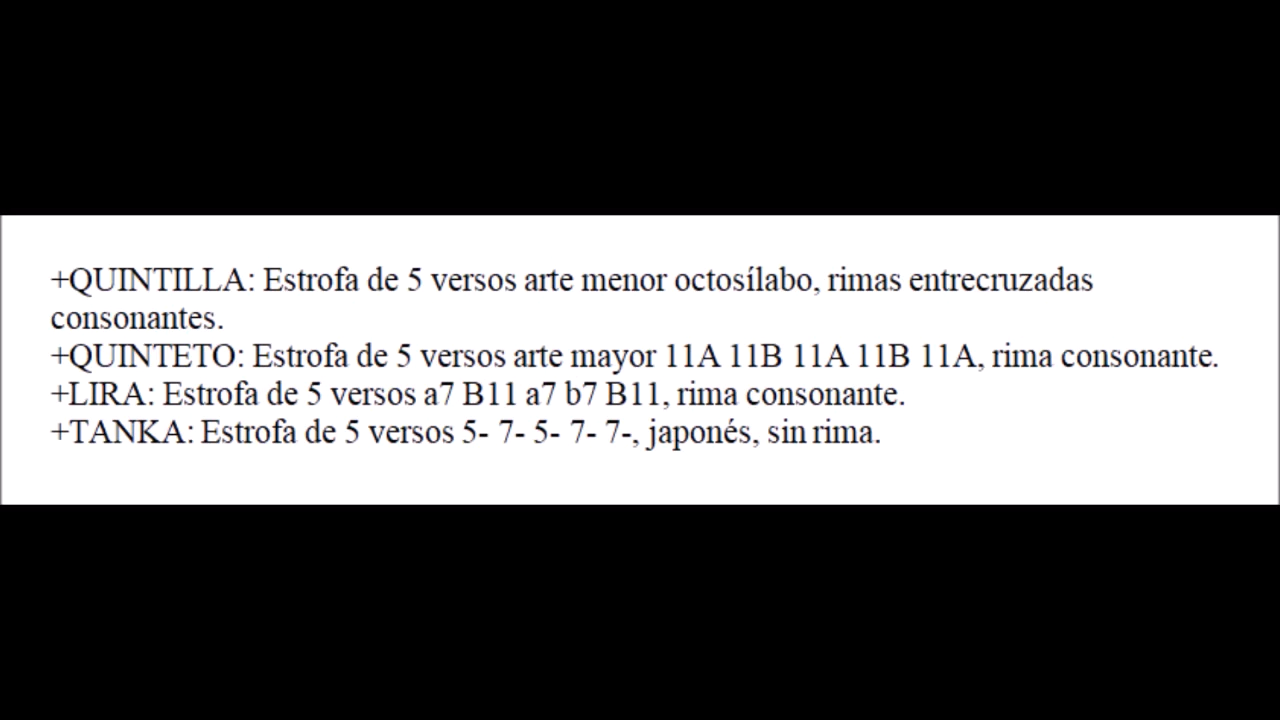 +QUINTILLA: Estrofa de 5 versos arte menor octosílabo, rimas entrecruzadas
consonantes.
+QUINTETO: Estrofa de 5 versos arte mayor 11A 11B 11A 11B 11A, rima consonante.
+LIRA: Estrofa de 5 versos a7 B11 a7 b7 B11, rima consonante.
+TANKA: Estrofa de 5 versos 5- 7- 5- 7- 7-, japonés, sin rima.